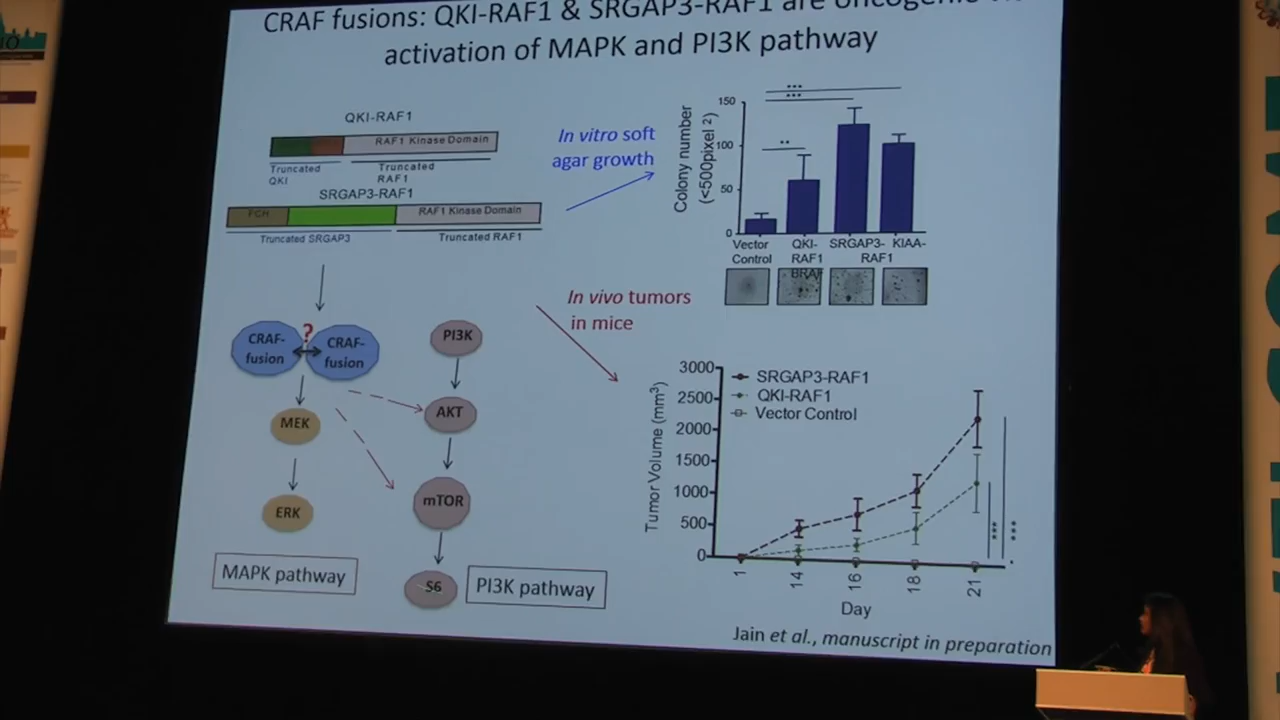 CRAF fusions: QKI-RAF1 & SRGAP3-RAF1 are oncogenic
activation of MAPK and PI3K pathway
QKI-RAF1
RAF1 Kinase Domain
Truncated
QKI
Truncated
RAF1
SRGAP3-RAF1
FCH
RAF1 Kinase Domain
Truncated SRGAP3
Truncated RAF1
In vitro soft
agar growth
Colony number
(<500pixel 2)
150
100
50
0
***
***
**
Vector
Control
QKI-
RAF1
BRAF
SRGAP3-
RAF1
KIAA-
In vivo tumors
in mice
CRAF-
fusion
?
CRAF-
fusion
MEK
ERK
MAPK pathway
PI3K
AKT
mTOR
S6
PI3K pathway
Tumor Volume (mm3)
3000
2500
2000
1500
1000
500
0
SRGAP3-RAF1
QKI-RAF1
Vector Control
***
***
1
14
16
18
21
Day
Jain et al., manuscript in preparation